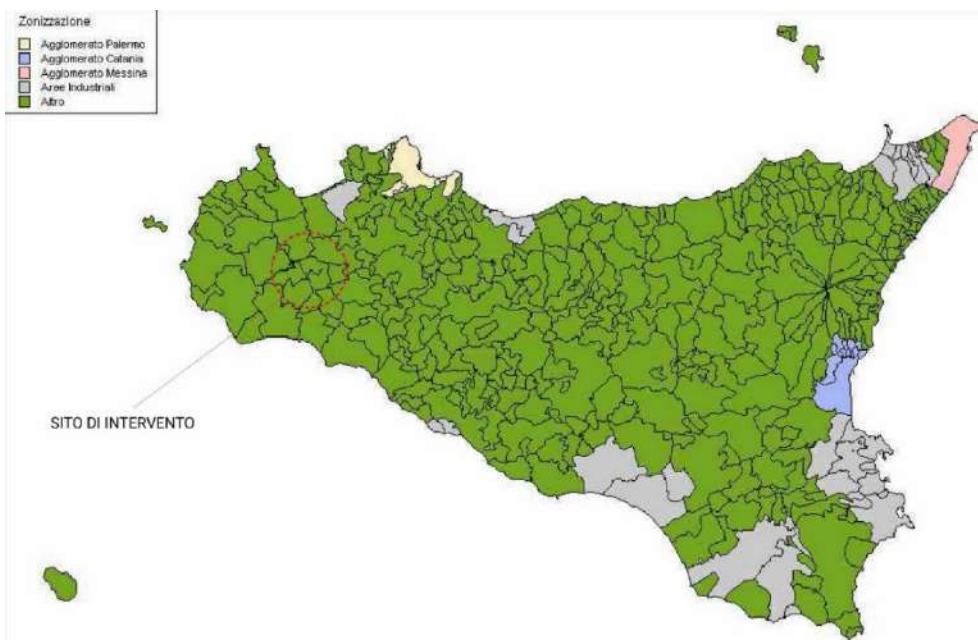 Zonizzazione
Agglomerato Palermo
Agglomerato Catania
Agglomerato Messina
Aree Industriali
Altro
SITO DI INTERVENTO